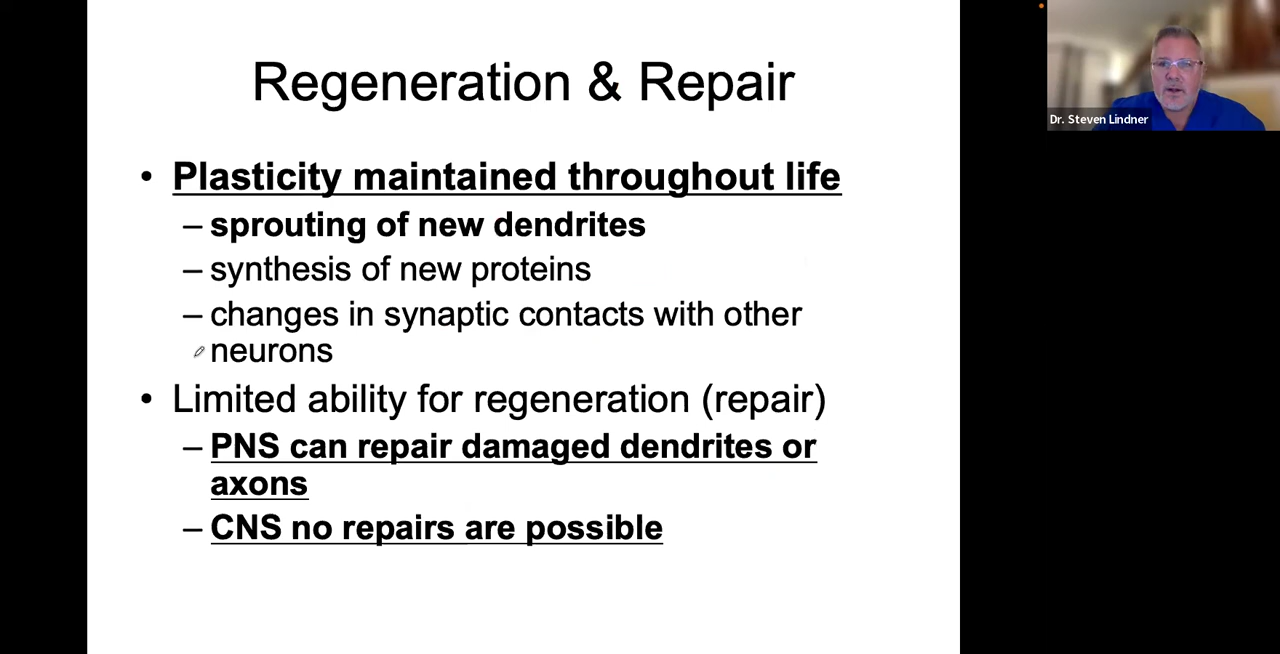 Regeneration & Repair
• Plasticity maintained throughout life
– sprouting of new dendrites
– synthesis of new proteins
– changes in synaptic contacts with other
neurons
• Limited ability for regeneration (repair)
– PNS can repair damaged dendrites or
axons
– CNS no repairs are possible
Dr. Steven Lindner